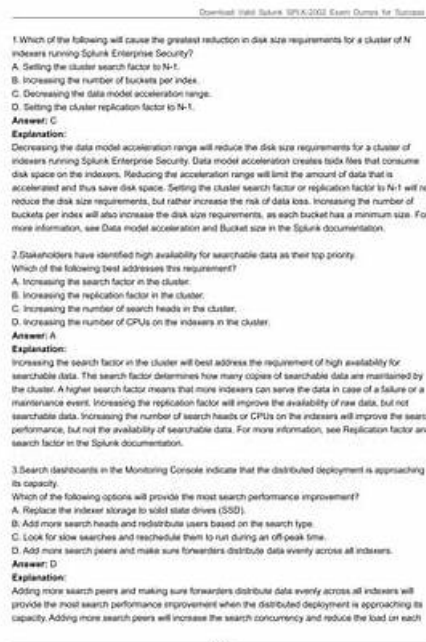 Download Valid Splunk SPLK-2002 Exam Dumps for Success
1.Which of the following will cause the greatest reduction in disk size requirements for a cluster of N
indexers running Splunk Enterprise Security?
A. Setting the cluster search factor to N-1.
B. Increasing the number of buckets per index.
C. Decreasing the data model acceleration range.
D. Setting the cluster replication factor to N-1.
Answer: C
Explanation:
Decreasing the data model acceleration range will reduce the disk size requirements for a cluster of
indexers running Splunk Enterprise Security. Data model acceleration creates tsidx files that consume
disk space on the indexers. Reducing the acceleration range will limit the amount of data that is
accelerated and thus save disk space. Setting the cluster search factor or replication factor to N-1 will no
reduce the disk size requirements, but rather increase the risk of data loss. Increasing the number of
buckets per index will also increase the disk size requirements, as each bucket has a minimum size. Fo
more information, see Data model acceleration and Bucket size in the Splunk documentation.
2.Stakeholders have identified high availability for searchable data as their top priority.
Which of the following best addresses this requirement?
A. Increasing the search factor in the cluster.
B. Increasing the replication factor in the cluster.
C. Increasing the number of search heads in the cluster.
D. Increasing the number of CPUs on the indexers in the cluster.
Answer: A
Explanation:
Increasing the search factor in the cluster will best address the requirement of high availability for
searchable data. The search factor determines how many copies of searchable data are maintained by
the cluster. A higher search factor means that more indexers can serve the data in case of a failure or a
maintenance event. Increasing the replication factor will improve the availability of raw data, but not
searchable data. Increasing the number of search heads or CPUs on the indexers will improve the searc
performance, but not the availability of searchable data. For more information, see Replication factor an
search factor in the Splunk documentation.
3.Search dashboards in the Monitoring Console indicate that the distributed deployment is approaching
its capacity.
Which of the following options will provide the most search performance improvement?
A. Replace the indexer storage to solid state drives (SSD).
B. Add more search heads and redistribute users based on the search type.
C. Look for slow searches and reschedule them to run during an off-peak time.
D. Add more search peers and make sure forwarders distribute data evenly across all indexers.
Answer: D
Explanation:
Adding more search peers and making sure forwarders distribute data evenly across all indexers will
provide the most search performance improvement when the distributed deployment is approaching its
capacity. Adding more search peers will increase the search concurrency and reduce the load on each